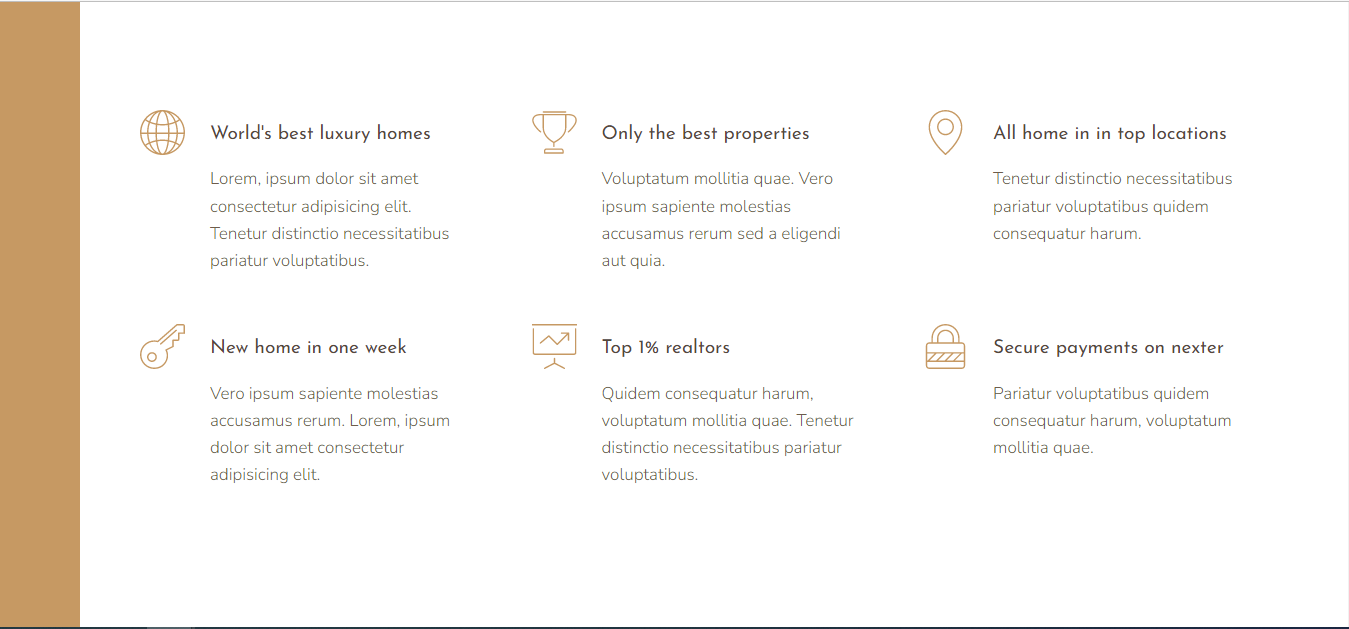 World's best luxury homes
Lorem, ipsum dolor sit amet
consectetur adipisicing elit.
Tenetur distinctio necessitatibus
pariatur voluptatibus.
Only the best properties
Voluptatum mollitia quae. Vero
ipsum sapiente molestias
accusamus rerum sed a eligendi
aut quia.
All home in in top locations
Tenetur distinctio necessitatibus
pariatur voluptatibus quidem
consequatur harum.
New home in one week
Vero ipsum sapiente molestias
accusamus rerum. Lorem, ipsum
dolor sit amet consectetur
adipisicing elit.
Top 1% realtors
Quidem consequatur harum,
voluptatum mollitia quae. Tenetur
distinctio necessitatibus pariatur
voluptatibus.
Secure payments on nexter
Pariatur voluptatibus quidem
consequatur harum, voluptatum
mollitia quae.